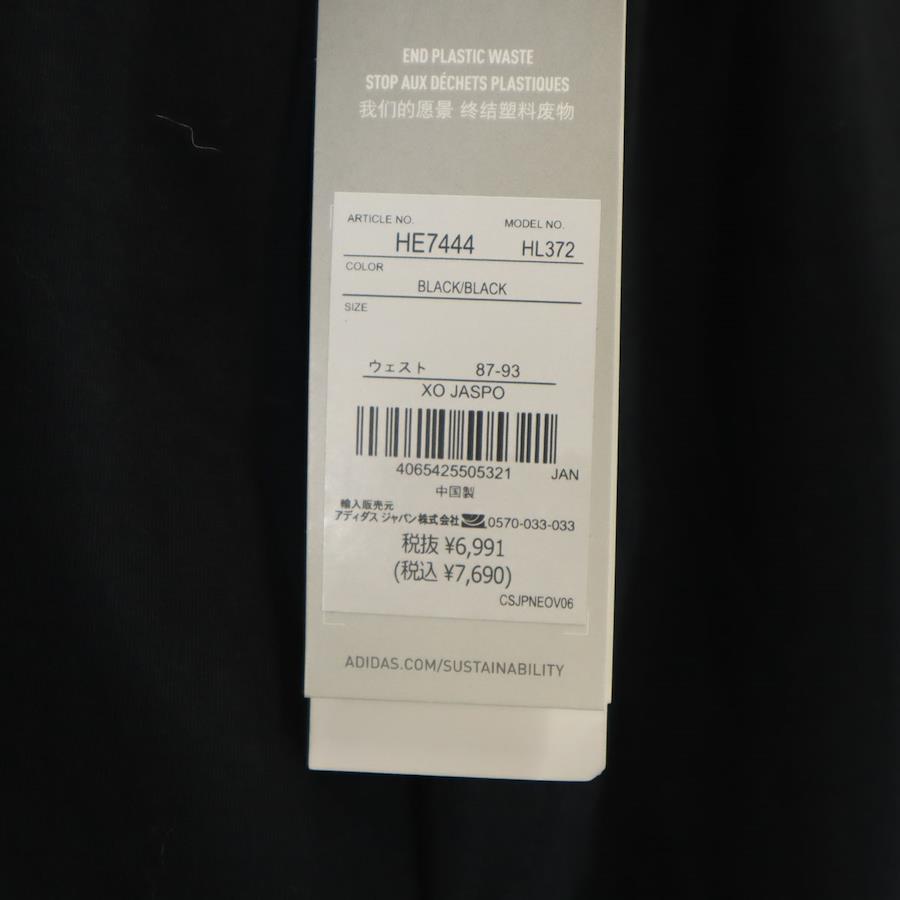 END PLASTIC WASTE
STOP AUX DÉCHETS PLASTIQUES
我们的愿景 终结塑料废物
ARTICLE NO. MODEL NO.
HE7444 HL372
COLOR
BLACK/BLACK
SIZE
ウェスト 87-93
XO JASPO
4065425505321 JAN
中国製
輸入販売元
アディダス ジャパン株式会社 0570-033-033
税抜 ¥6,991
(税込 ¥7,690)
CSJPNEOV06
ADIDAS.COM/SUSTAINABILITY